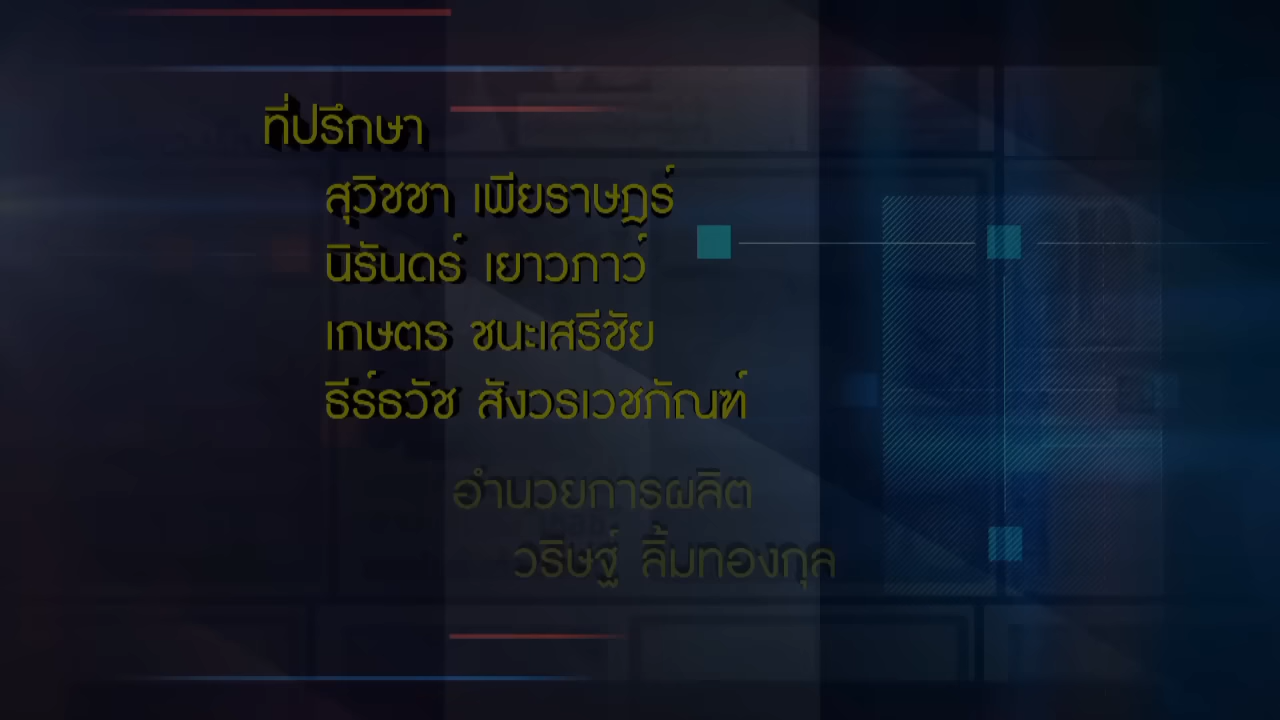 ที่ปรึกษา
สุวิชชา เพียราษฎร์
นิรันดร์ เยาวภาว์
เกษตร ชนะเสรีชัย
ธีร์ธวัช สังวรเวชภัณฑ์
อำนวยการผลิต
วริษฐ์ ลิ้มทองกุล